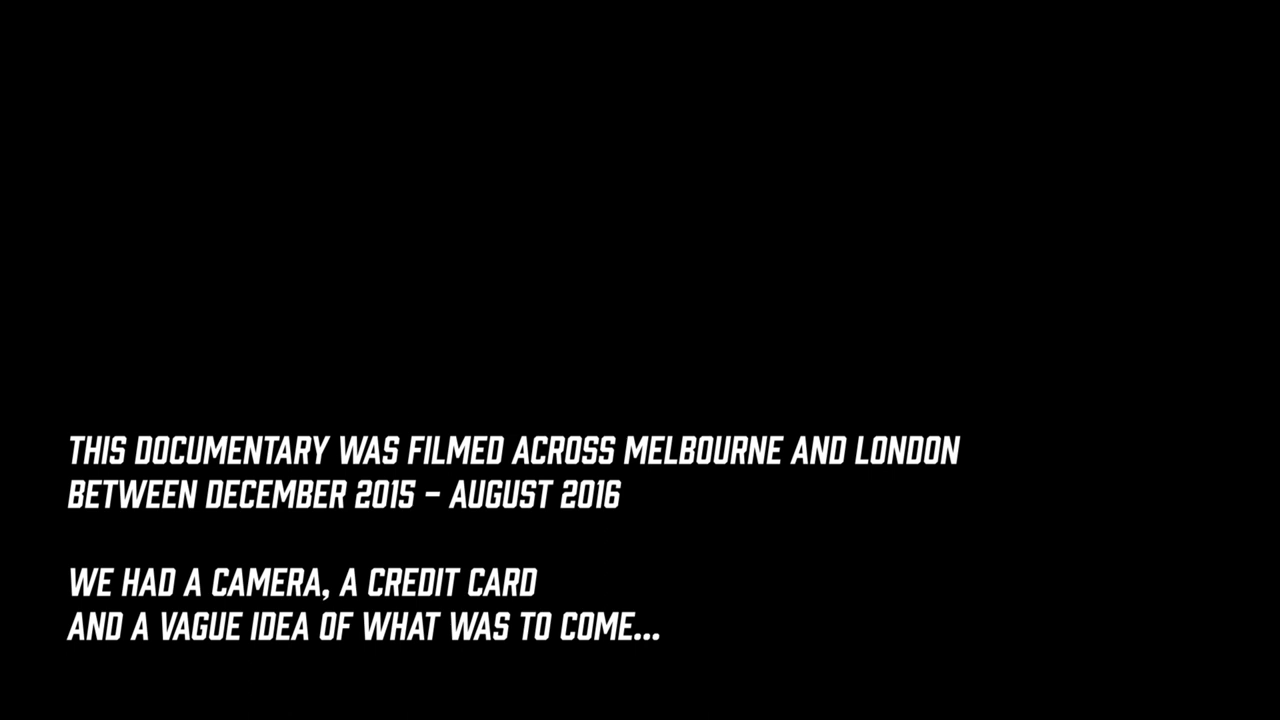 THIS DOCUMENTARY WAS FILMED ACROSS MELBOURNE AND LONDON
BETWEEN DECEMBER 2015 – AUGUST 2016
WE HAD A CAMERA, A CREDIT CARD
AND A VAGUE IDEA OF WHAT WAS TO COME...